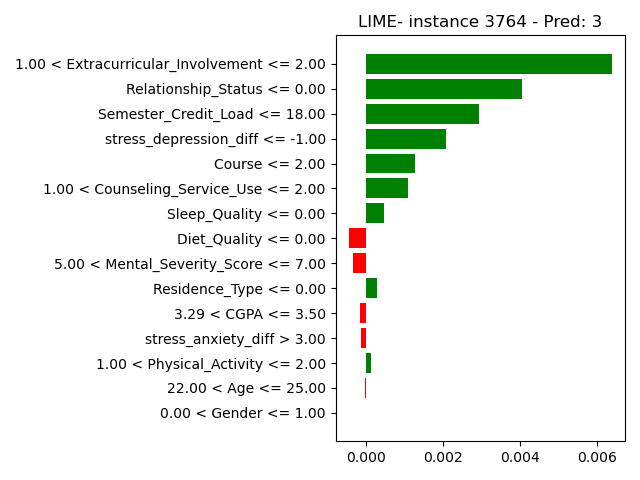 LIME- instance 3764 - Pred: 3
1.00 < Extracurricular_Involvement <= 2.00
Relationship_Status <= 0.00
Semester_Credit_Load <= 18.00
stress_depression_diff <= -1.00
Course <= 2.00
1.00 < Counseling_Service_Use <= 2.00
Sleep_Quality <= 0.00
Diet_Quality <= 0.00
5.00 < Mental_Severity_Score <= 7.00
Residence_Type <= 0.00
3.29 < CGPA <= 3.50
stress_anxiety_diff > 3.00
1.00 < Physical_Activity <= 2.00
22.00 < Age <= 25.00
0.00 < Gender <= 1.00
0.000 0.002 0.004 0.006